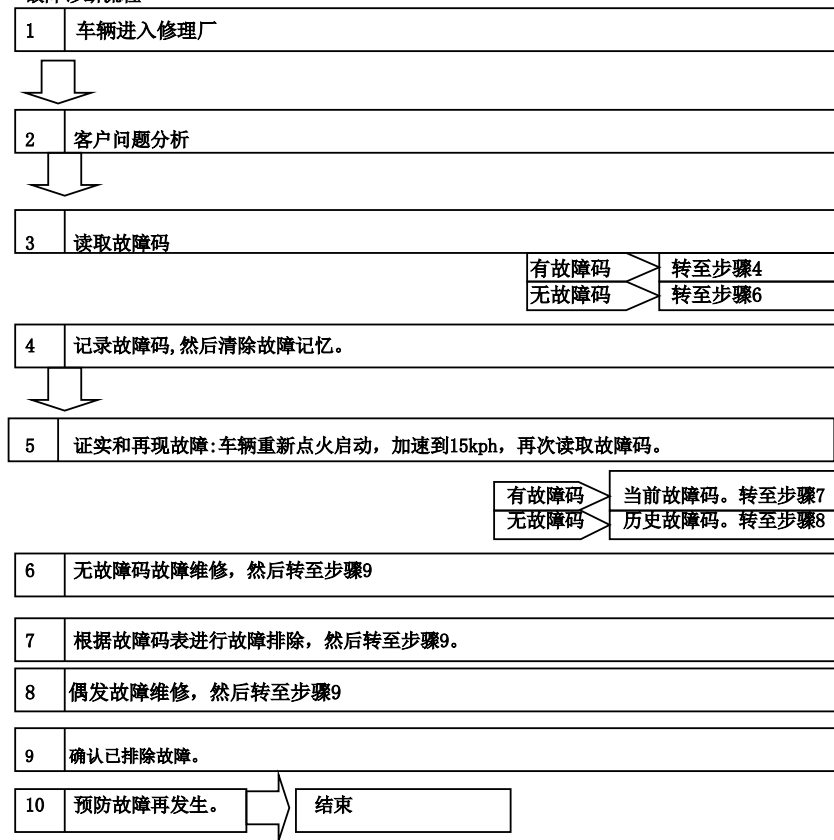 1 车辆进入修理厂
2 客户问题分析
3 读取故障码
有故障码 转至步骤4
无故障码 转至步骤6
4 记录故障码,然后清除故障记忆。
5 证实和再现故障:车辆重新点火启动，加速到15kph，再次读取故障码。
有故障码 当前故障码。转至步骤7
无故障码 历史故障码。转至步骤8
6 无故障码故障维修，然后转至步骤9
7 根据故障码表进行故障排除，然后转至步骤9。
8 偶发故障维修，然后转至步骤9
9 确认已排除故障。
10 预防故障再发生。 结束